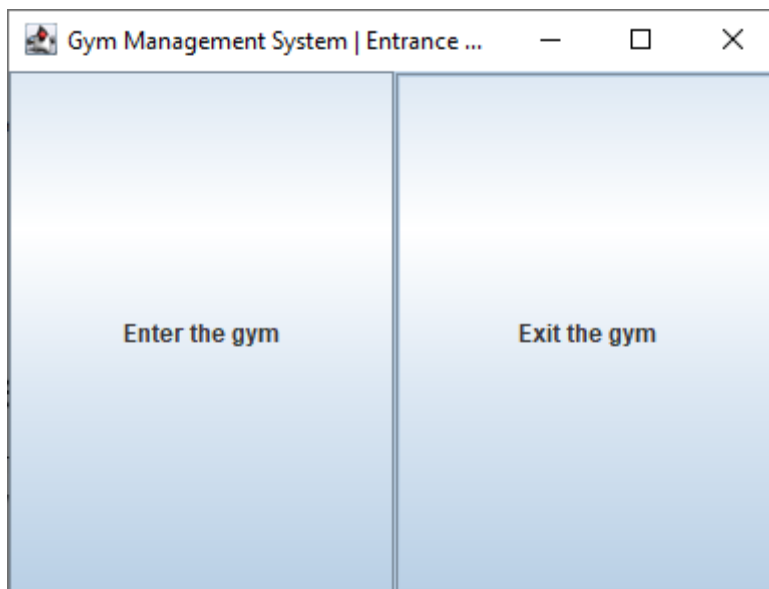 Gym Management System | Entrance ...
Enter the gym
Exit the gym